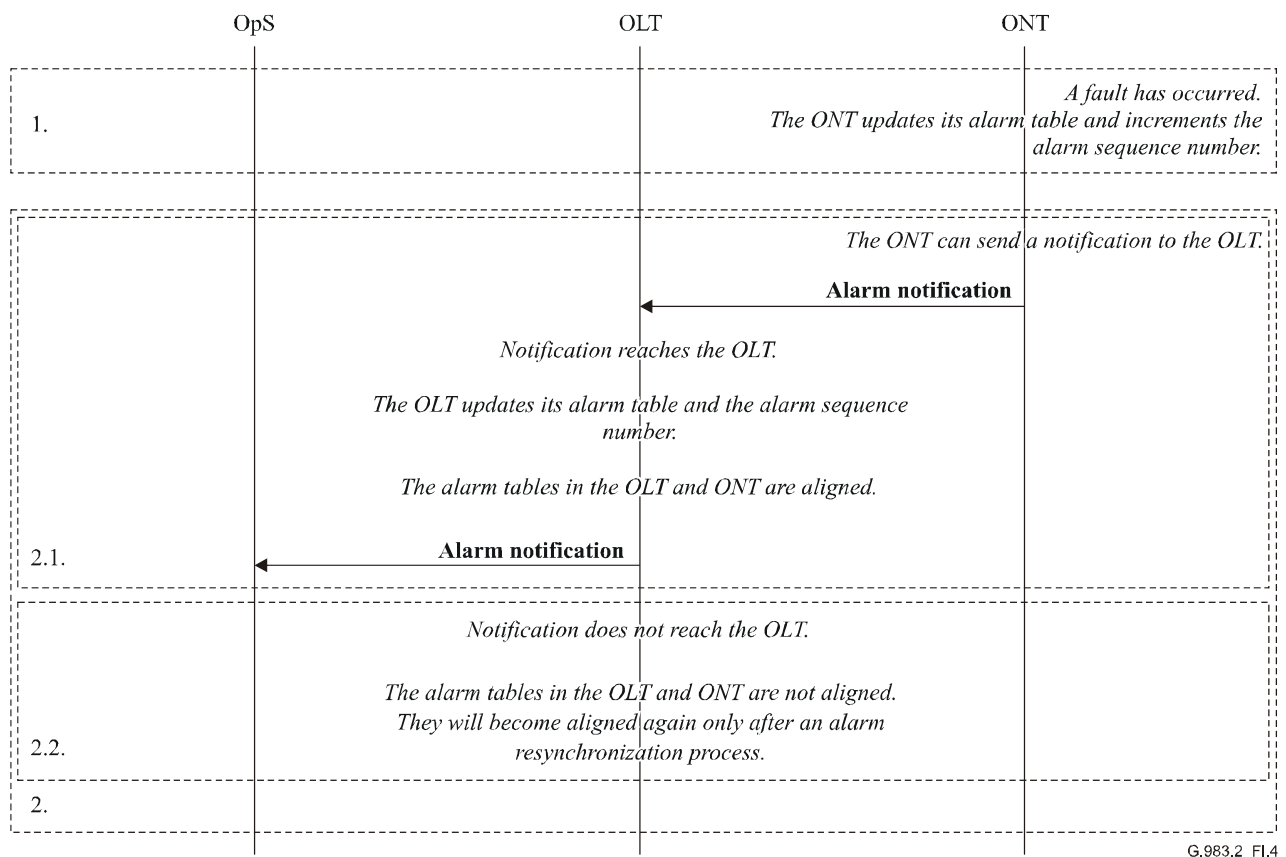 OpS OLT ONT
A fault has occurred.
1.
The ONT updates its alarm table and increments the
alarm sequence number.
The ONT can send a notification to the OLT.
Alarm notification
Notification reaches the OLT.
The OLT updates its alarm table and the alarm sequence
number.
The alarm tables in the OLT and ONT are aligned.
Alarm notification
2.1.
Notification does not reach the OLT.
The alarm tables in the OLT and ONT are not aligned.
They will become aligned again only after an alarm
resynchronization process.
2.2.
2.
G.983.2_FI.4